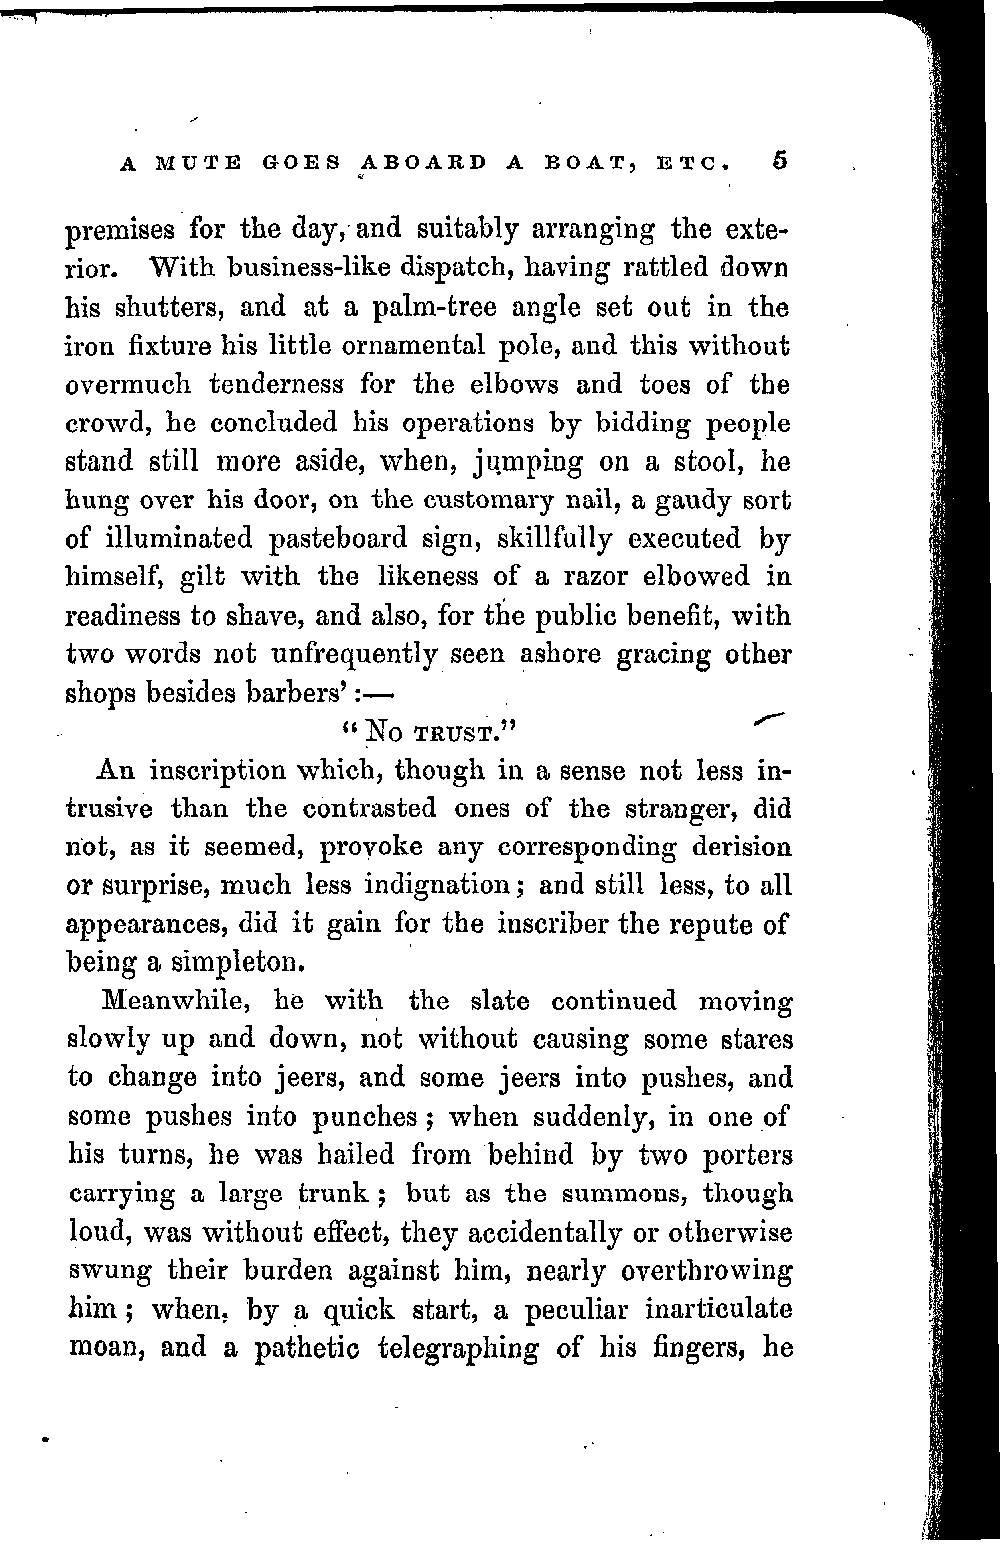 A MUTE GOES ABOARD A BOAT, ETC. 5
premises for the day, and suitably arranging the exte-
rior. With business-like dispatch, having rattled down
his shutters, and at a palm-tree angle set out in the
iron fixture his little ornamental pole, and this without
overmuch tenderness for the elbows and toes of the
crowd, he concluded his operations by bidding people
stand still more aside, when, jumping on a stool, he
hung over his door, on the customary nail, a gaudy sort
of illuminated pasteboard sign, skillfully executed by
himself, gilt with the likeness of a razor elbowed in
readiness to shave, and also, for the public benefit, with
two words not unfrequently seen ashore gracing other
shops besides barbers' :—
"No TRUST."
An inscription which, though in a sense not less in-
trusive than the contrasted ones of the stranger, did
not, as it seemed, provoke any corresponding derision
or surprise, much less indignation; and still less, to all
appearances, did it gain for the inscriber the repute of
being a simpleton.
Meanwhile, he with the slate continued moving
slowly up and down, not without causing some stares
to change into jeers, and some jeers into pushes, and
some pushes into punches; when suddenly, in one of
his turns, he was hailed from behind by two porters
carrying a large trunk; but as the summons, though
loud, was without effect, they accidentally or otherwise
swung their burden against him, nearly overthrowing
him; when, by a quick start, a peculiar inarticulate
moan, and a pathetic telegraphing of his fingers, he